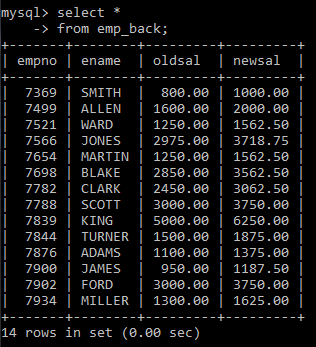 mysql> select *
    -> from emp_back;
+-------+--------+---------+---------+
| empno | ename  | oldsal  | newsal  |
+-------+--------+---------+---------+
|  7369 | SMITH  |  800.00 | 1000.00 |
|  7499 | ALLEN  | 1600.00 | 2000.00 |
|  7521 | WARD   | 1250.00 | 1562.50 |
|  7566 | JONES  | 2975.00 | 3718.75 |
|  7654 | MARTIN | 1250.00 | 1562.50 |
|  7698 | BLAKE  | 2850.00 | 3562.50 |
|  7782 | CLARK  | 2450.00 | 3062.50 |
|  7788 | SCOTT  | 3000.00 | 3750.00 |
|  7839 | KING   | 5000.00 | 6250.00 |
|  7844 | TURNER | 1500.00 | 1875.00 |
|  7876 | ADAMS  | 1100.00 | 1375.00 |
|  7900 | JAMES  |  950.00 | 1187.50 |
|  7902 | FORD   | 3000.00 | 3750.00 |
|  7934 | MILLER | 1300.00 | 1625.00 |
+-------+--------+---------+---------+
14 rows in set (0.00 sec)